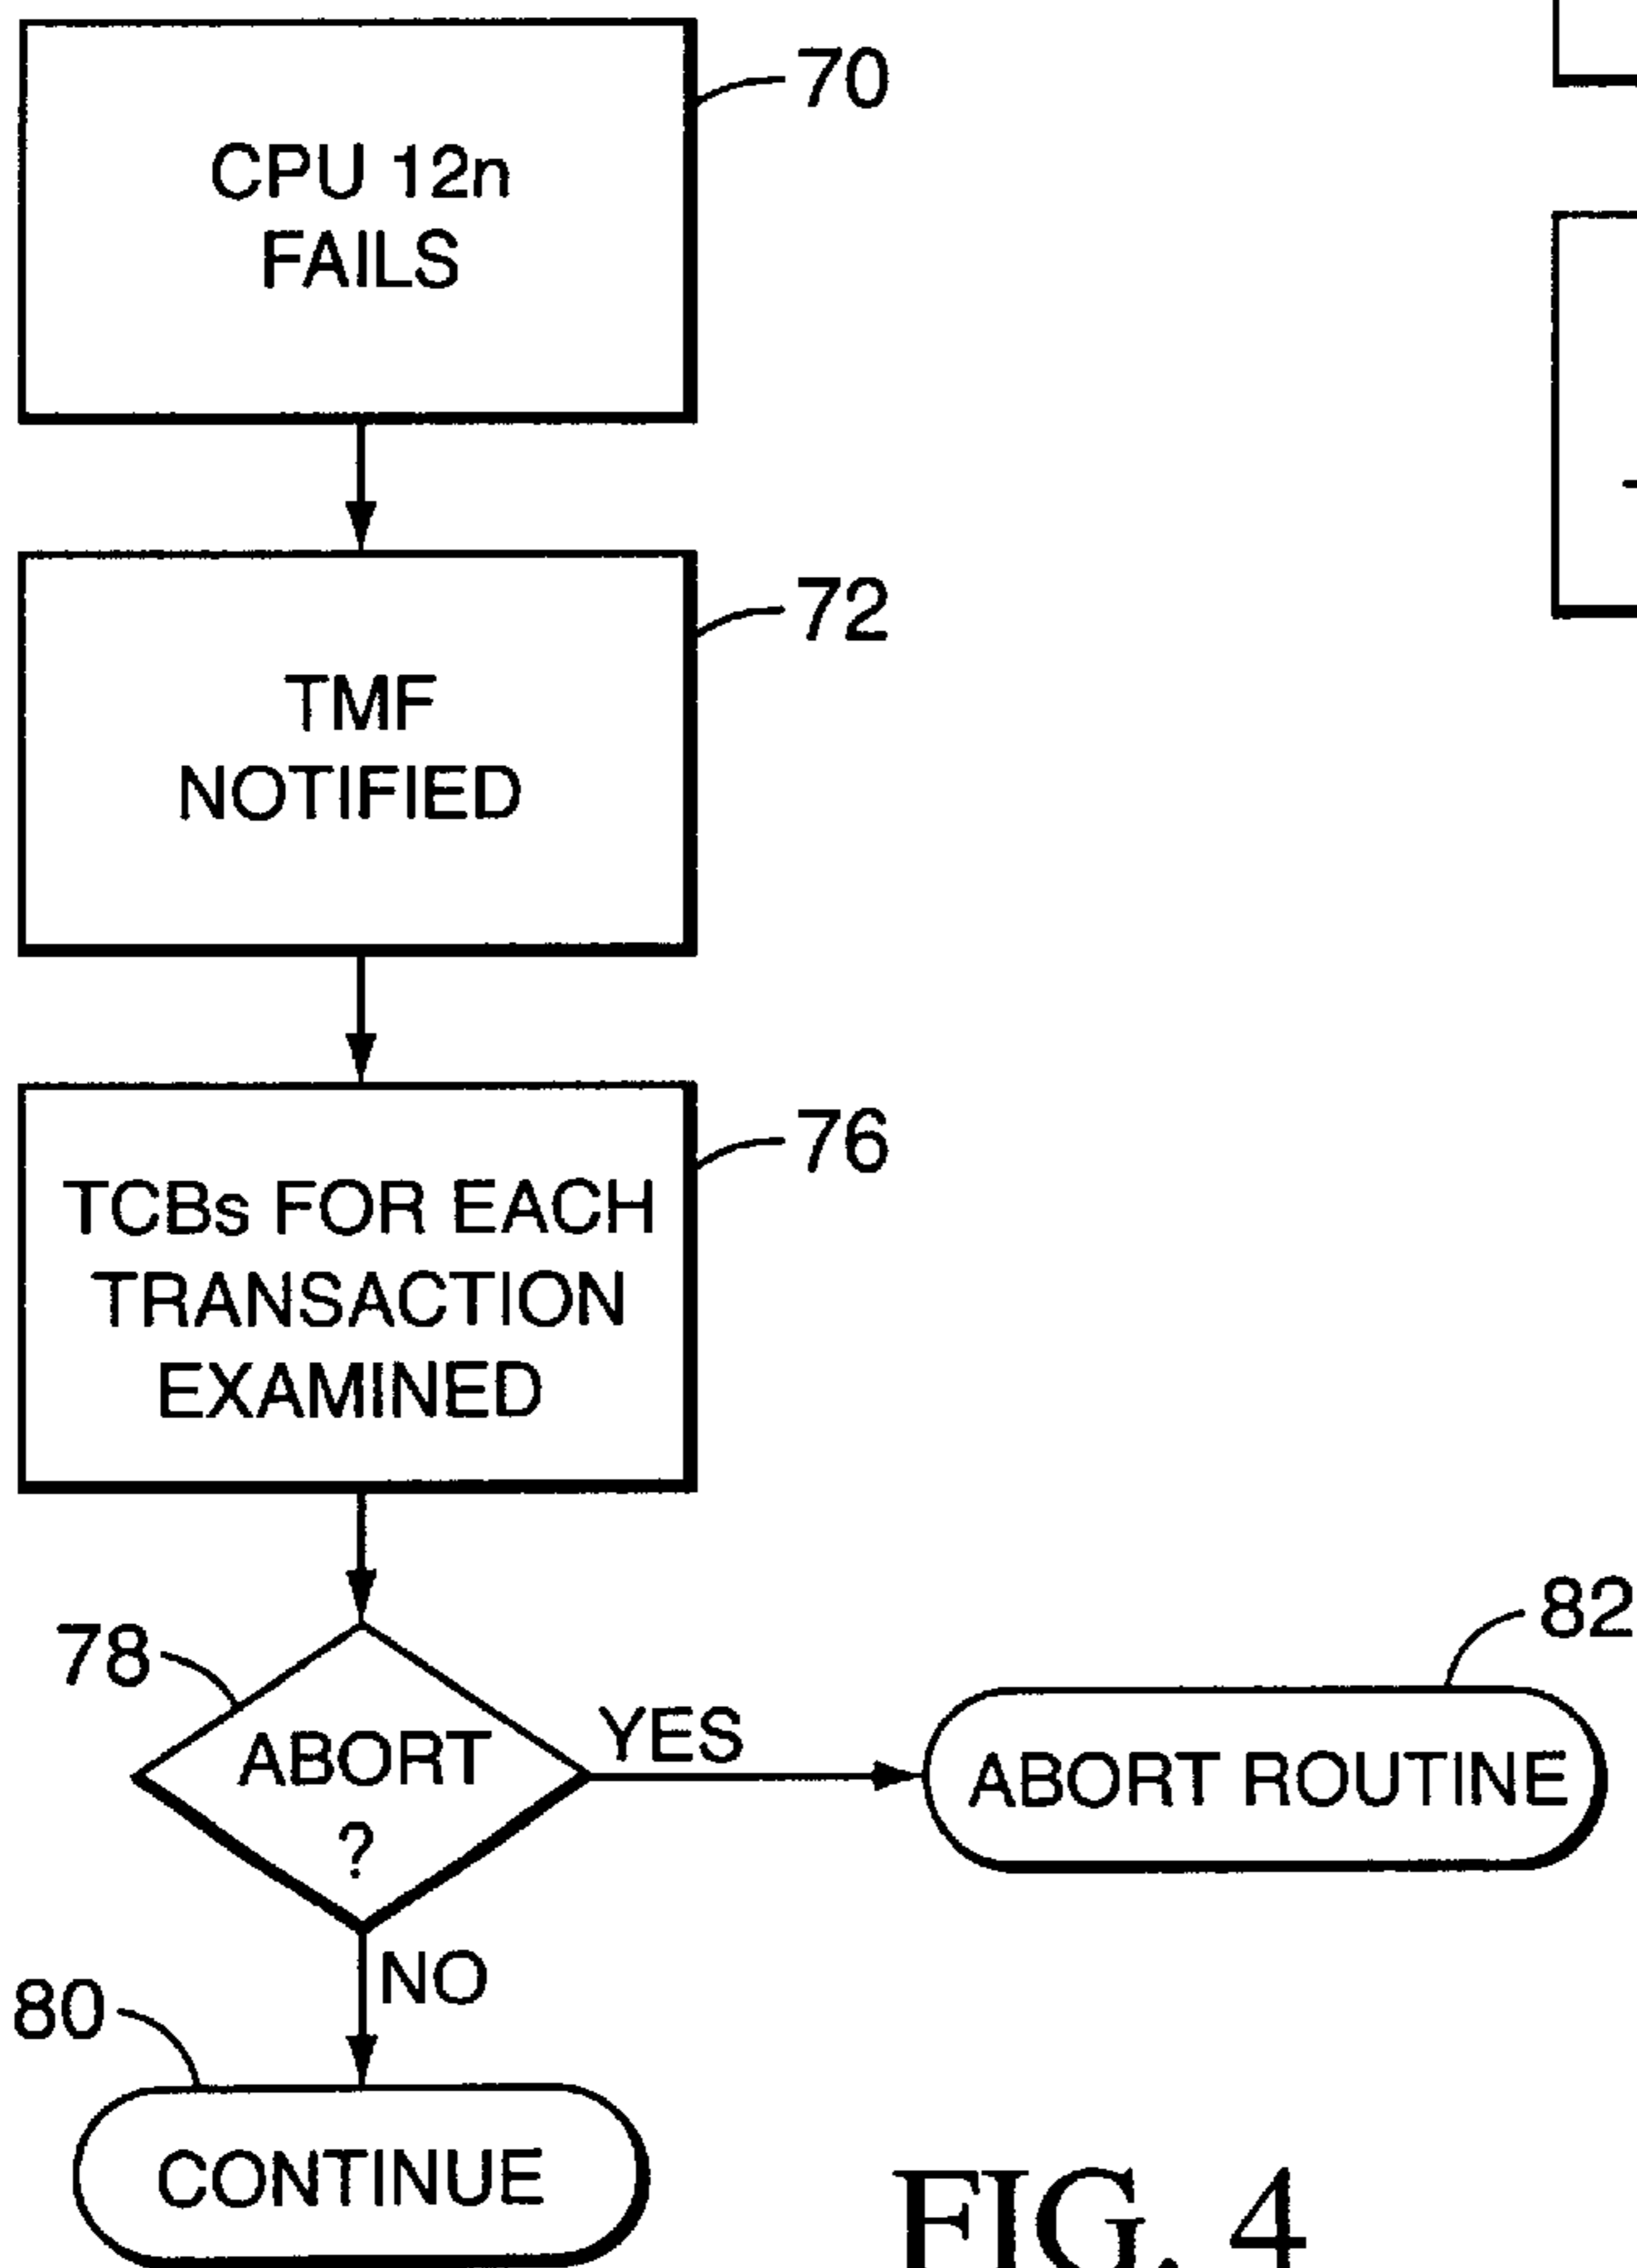 70
CPU 12n
FAILS
72
TMF
NOTIFIED
76
TCBs FOR EACH
TRANSACTION
EXAMINED
78
ABORT
?
YES
82
ABORT ROUTINE
NO
80
CONTINUE
FIG. 4